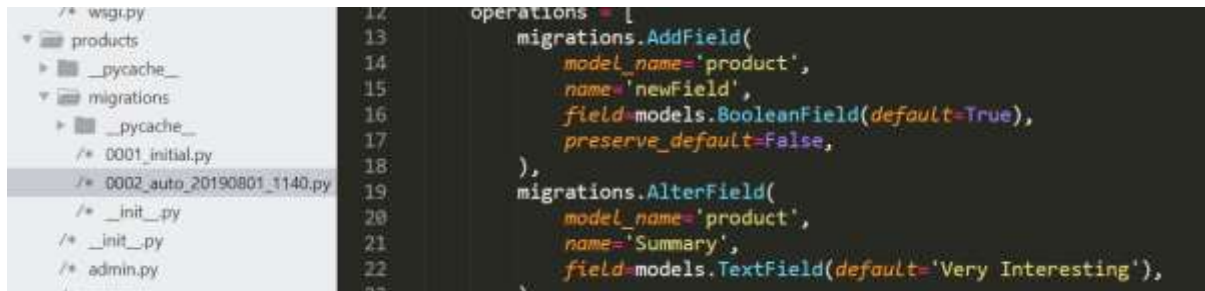 /* wsgi.py
products
__pycache__
migrations
__pycache__
/* 0001_initial.py
/* 0002_auto_20190801_1140.py
/* __init__.py
/* __init__.py
/* admin.py
12 operations = [
13 migrations.AddField(
14 model_name='product',
15 name='newField',
16 field=models.BooleanField(default=True),
17 preserve_default=False,
18 ),
19 migrations.AlterField(
20 model_name='product',
21 name='Summary',
22 field=models.TextField(default='Very Interesting'),